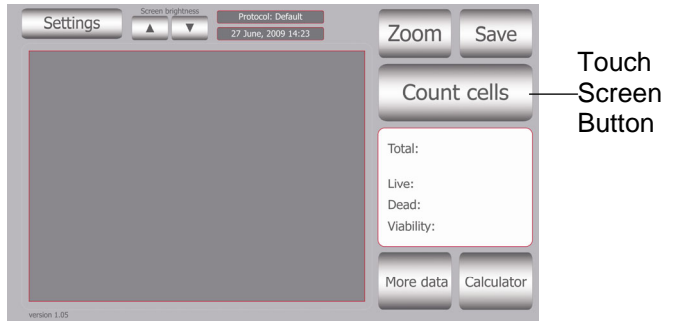 Settings
Screen brightness
▲ ▼
Protocol: Default
27 June, 2009 14:23
Zoom
Save
Count cells
Touch
Screen
Button
Total:
Live:
Dead:
Viability:
More data
Calculator
version 1.05